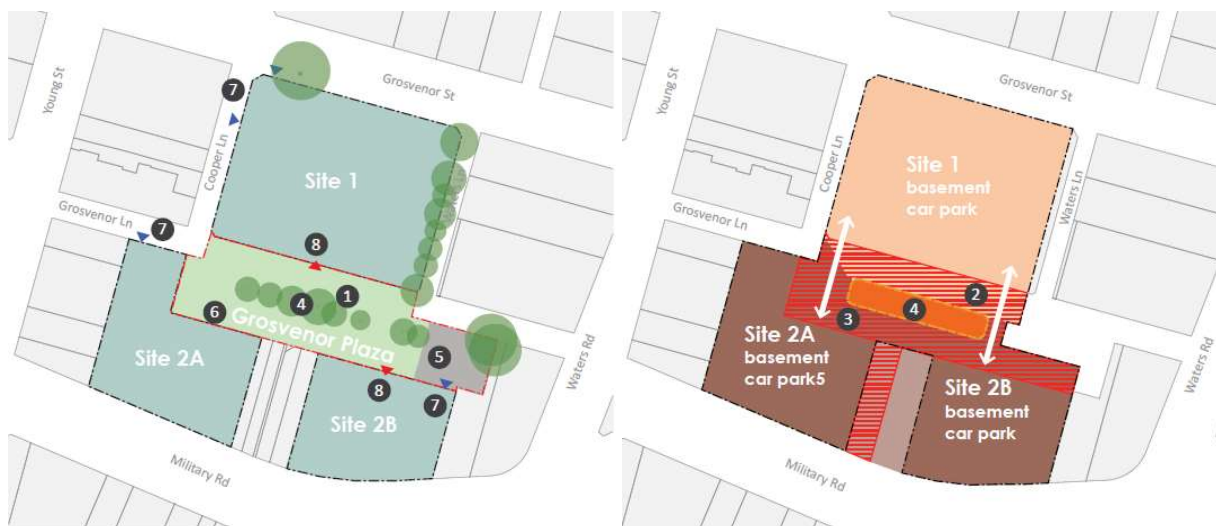 Young St
7
Grosvenor St
Cooper Ln
Site 1
Grosvenor Ln
7
8
1
4
6
Grosvenor Plaza
5
Site 2A
8
7
Site 2B
Waters Rd
Military Rd
Young St
Grosvenor St
Cooper Ln
Site 1
basement
car park
Waters Ln
Grosvenor Ln
2
4
3
Site 2A
basement
car park5
Site 2B
basement
car park
Waters Rd
Military Rd